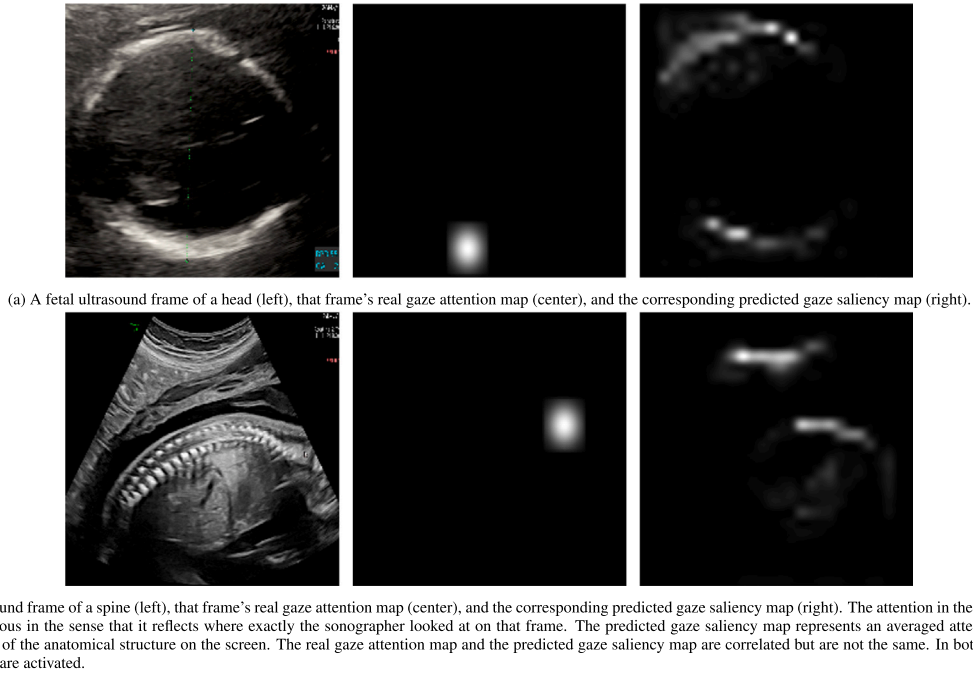 (a) A fetal ultrasound frame of a head (left), that frame's real gaze attention map (center), and the corresponding predicted gaze saliency map (right).
und frame of a spine (left), that frame's real gaze attention map (center), and the corresponding predicted gaze saliency map (right). The attention in the
ous in the sense that it reflects where exactly the sonographer looked at on that frame. The predicted gaze saliency map represents an averaged atte
of the anatomical structure on the screen. The real gaze attention map and the predicted gaze saliency map are correlated but are not the same. In bot
are activated.